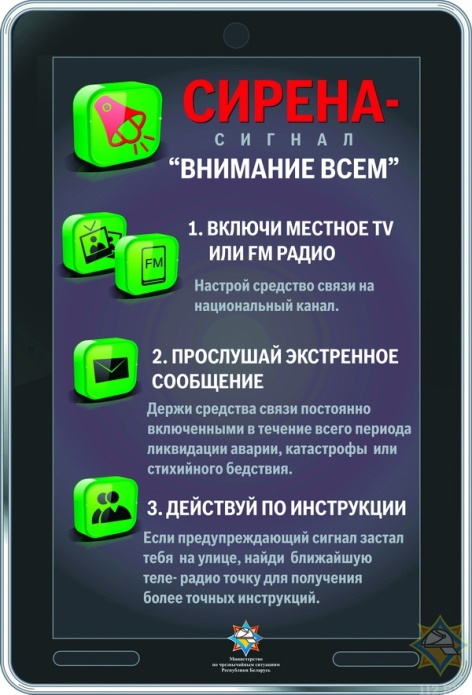 СИРЕНА-
СИГНАЛ
“ВНИМАНИЕ ВСЕМ”
1. ВКЛЮЧИ МЕСТНОЕ TV
ИЛИ FM РАДИО
FM
Настрой средство связи на
национальный канал.
2. ПРОСЛУШАЙ ЭКСТРЕННОЕ
СООБЩЕНИЕ
Держи средства связи постоянно
включенными в течение всего периода
ликвидации аварии, катастрофы или
стихийного бедствия.
3. ДЕЙСТВУЙ ПО ИНСТРУКЦИИ
Если предупреждающий сигнал застал
тебя на улице, найди ближайшую
теле- радио точку для получения
более точных инструкций.
Министерство
по чрезвычайным ситуациям
Республики Беларусь